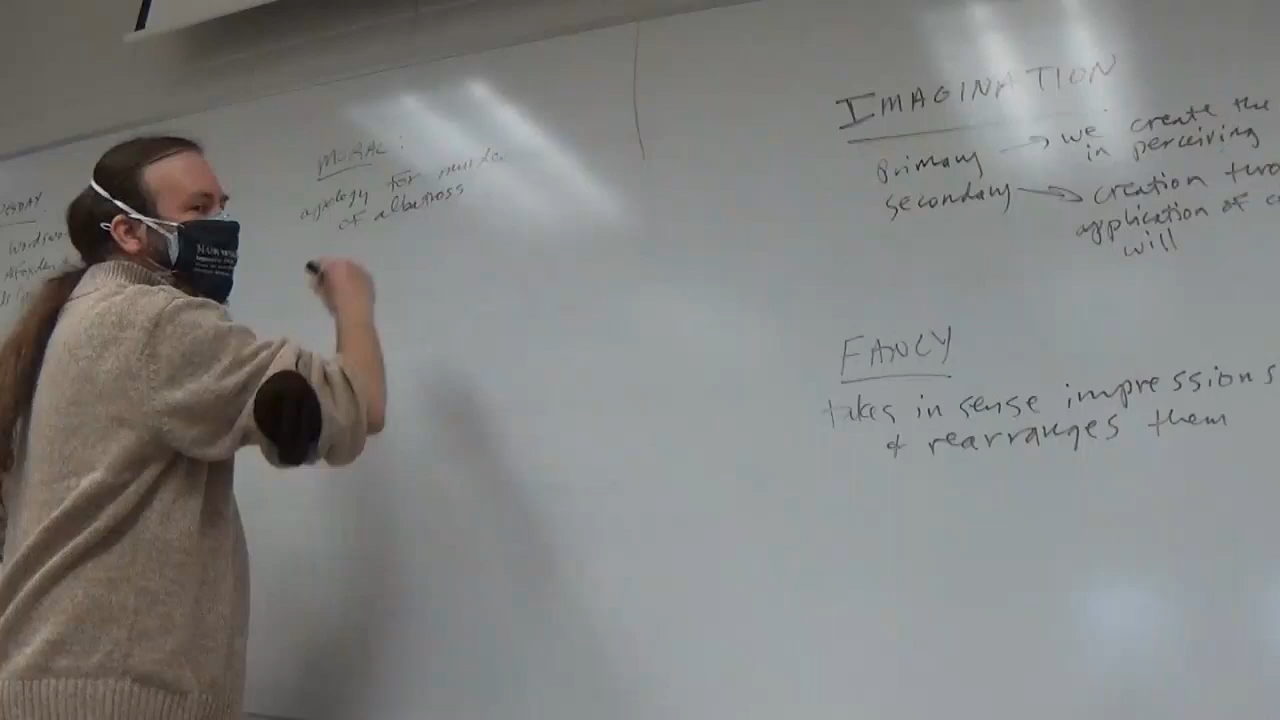 MORAL:
apology for murder
of albatross
IMAGINATION
Primary → we create the
in perceiving
secondary → creation
application of
will
FANCY
takes in sense impressions
& rearranges them